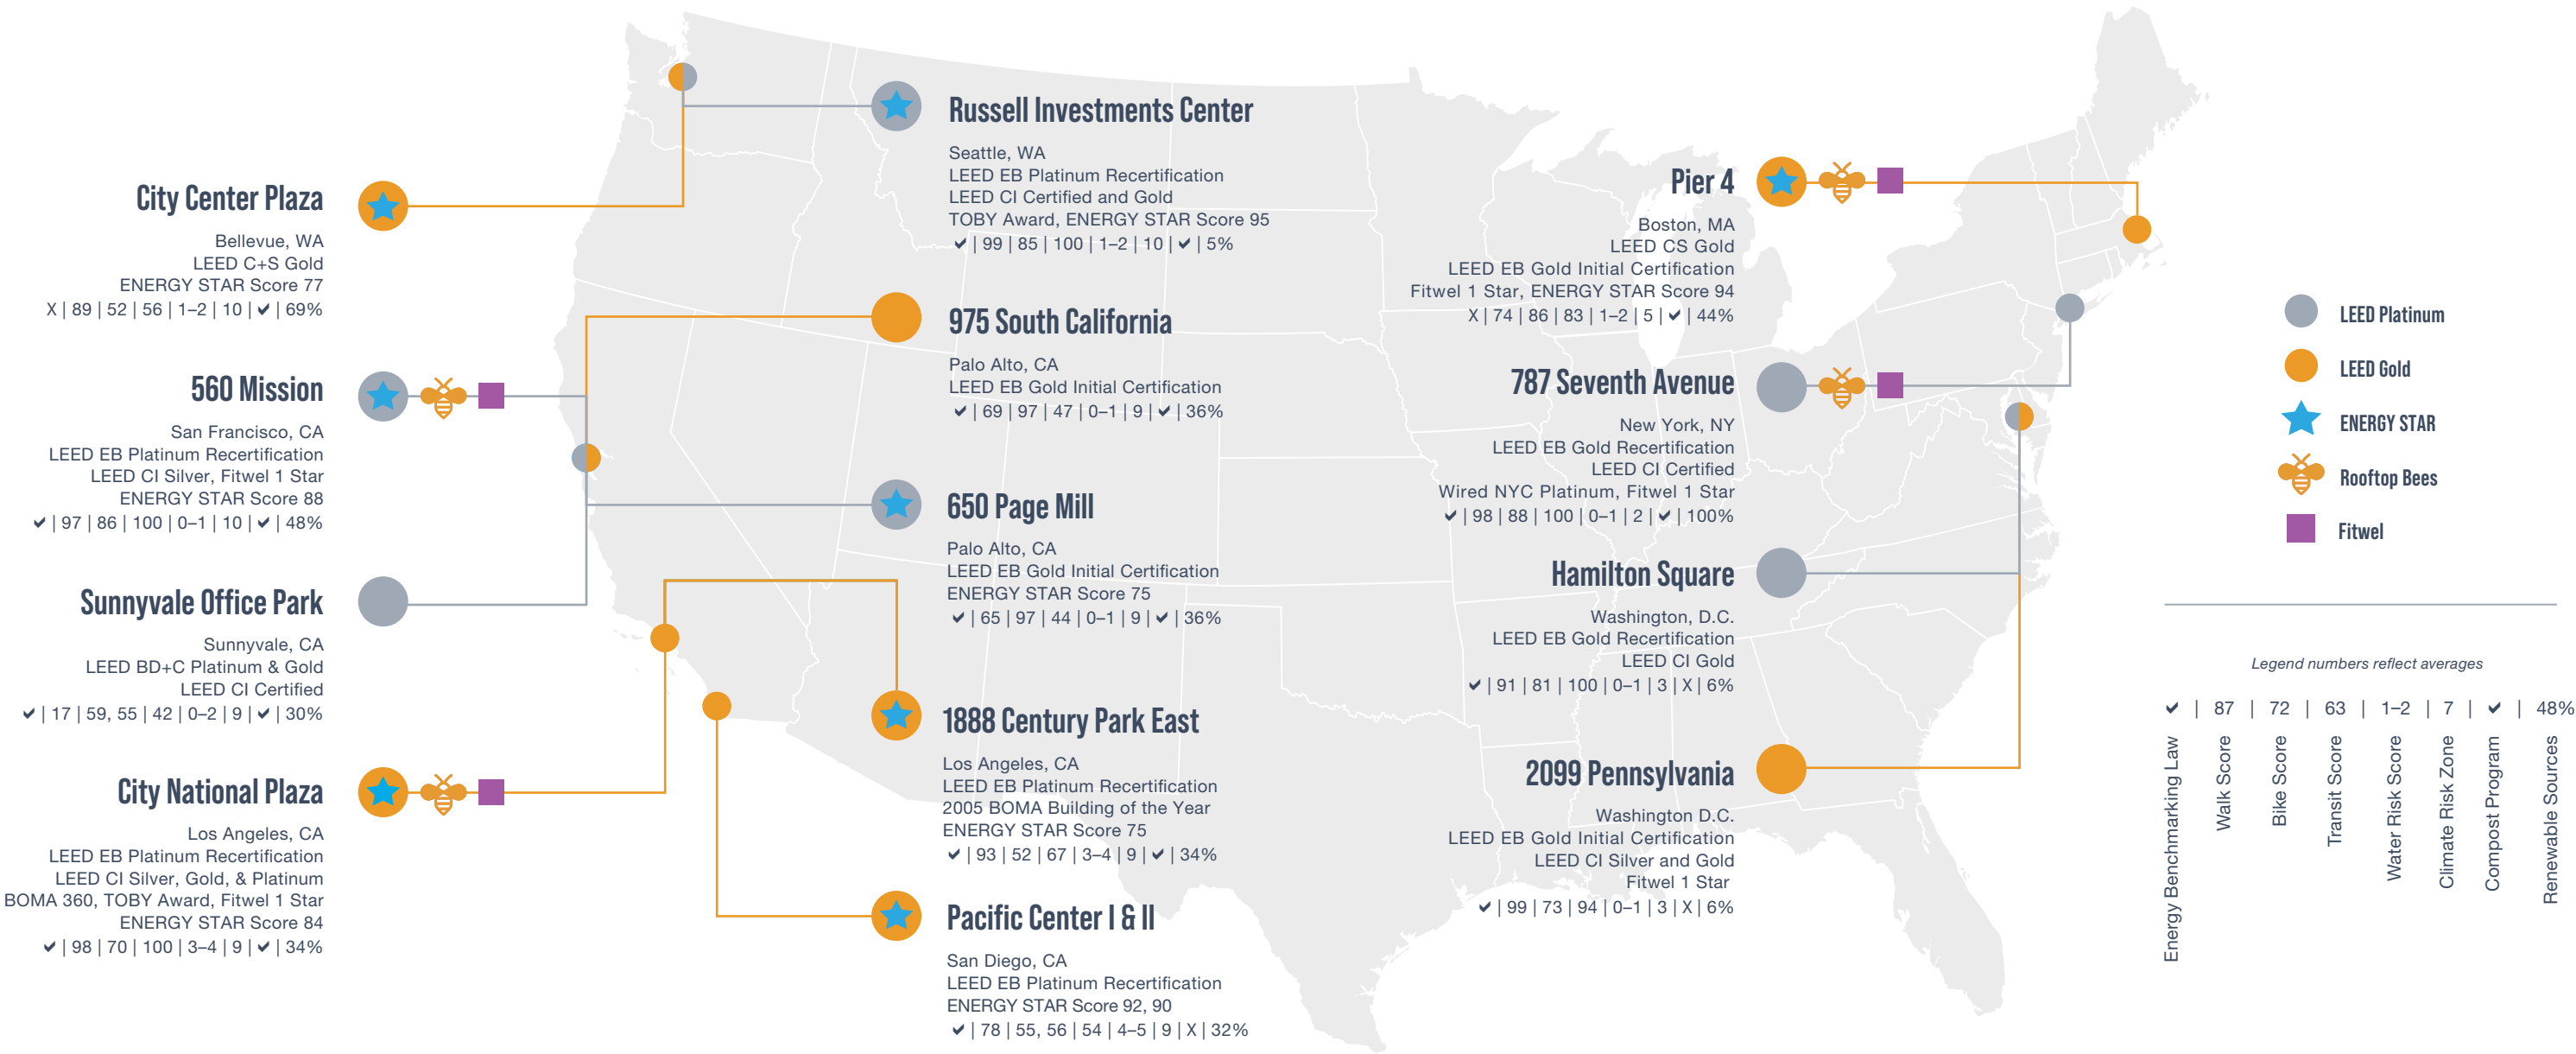 City Center Plaza
Bellevue, WA
LEED C+S Gold
ENERGY STAR Score 77
X | 89 | 52 | 56 | 1–2 | 10 | ✔ | 69%
560 Mission
San Francisco, CA
LEED EB Platinum Recertification
LEED CI Silver, Fitwel 1 Star
ENERGY STAR Score 88
✔ | 97 | 86 | 100 | 0–1 | 10 | ✔ | 48%
Sunnyvale Office Park
Sunnyvale, CA
LEED BD+C Platinum & Gold
LEED CI Certified
✔ | 17 | 59, 55 | 42 | 0–2 | 9 | ✔ | 30%
City National Plaza
Los Angeles, CA
LEED EB Platinum Recertification
LEED CI Silver, Gold, & Platinum
BOMA 360, TOBY Award, Fitwel 1 Star
ENERGY STAR Score 84
✔ | 98 | 70 | 100 | 3–4 | 9 | ✔ | 34%
Russell Investments Center
Seattle, WA
LEED EB Platinum Recertification
LEED CI Certified and Gold
TOBY Award, ENERGY STAR Score 95
✔ | 99 | 85 | 100 | 1–2 | 10 | ✔ | 5%
975 South California
Palo Alto, CA
LEED EB Gold Initial Certification
✔ | 69 | 97 | 47 | 0–1 | 9 | ✔ | 36%
650 Page Mill
Palo Alto, CA
LEED EB Gold Initial Certification
ENERGY STAR Score 75
✔ | 65 | 97 | 44 | 0–1 | 9 | ✔ | 36%
1888 Century Park East
Los Angeles, CA
LEED EB Platinum Recertification
2005 BOMA Building of the Year
ENERGY STAR Score 75
✔ | 93 | 52 | 67 | 3–4 | 9 | ✔ | 34%
Pacific Center I & II
San Diego, CA
LEED EB Platinum Recertification
ENERGY STAR Score 92, 90
✔ | 78 | 55, 56 | 54 | 4–5 | 9 | X | 32%
Pier 4
Boston, MA
LEED CS Gold
LEED EB Gold Initial Certification
Fitwel 1 Star, ENERGY STAR Score 94
X | 74 | 86 | 83 | 1–2 | 5 | ✔ | 44%
787 Seventh Avenue
New York, NY
LEED EB Gold Recertification
LEED CI Certified
Wired NYC Platinum, Fitwel 1 Star
✔ | 98 | 88 | 100 | 0–1 | 2 | ✔ | 100%
Hamilton Square
Washington, D.C.
LEED EB Gold Recertification
LEED CI Gold
✔ | 91 | 81 | 100 | 0–1 | 3 | X | 6%
2099 Pennsylvania
Washington D.C.
LEED EB Gold Initial Certification
LEED CI Silver and Gold
Fitwel 1 Star
✔ | 99 | 73 | 94 | 0–1 | 3 | X | 6%
LEED Platinum
LEED Gold
ENERGY STAR
Rooftop Bees
Fitwel
Legend numbers reflect averages
✔ | 87 | 72 | 63 | 1–2 | 7 | ✔ | 48%
Energy Benchmarking Law
Walk Score
Bike Score
Transit Score
Water Risk Score
Climate Risk Zone
Compost Program
Renewable Sources